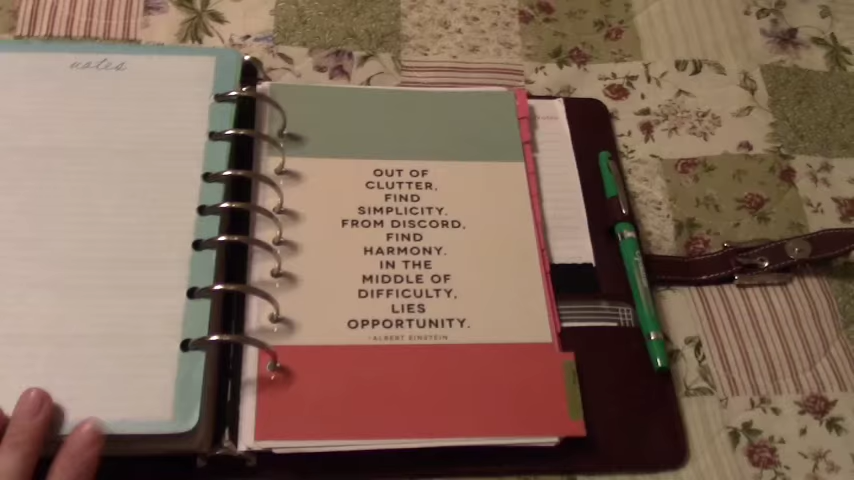 notes
OUT OF
CLUTTER,
FIND
SIMPLICITY.
FROM DISCORD,
FIND
HARMONY.
IN THE
MIDDLE OF
DIFFICULTY,
LIES
OPPORTUNITY.
-ALBERT EINSTEIN